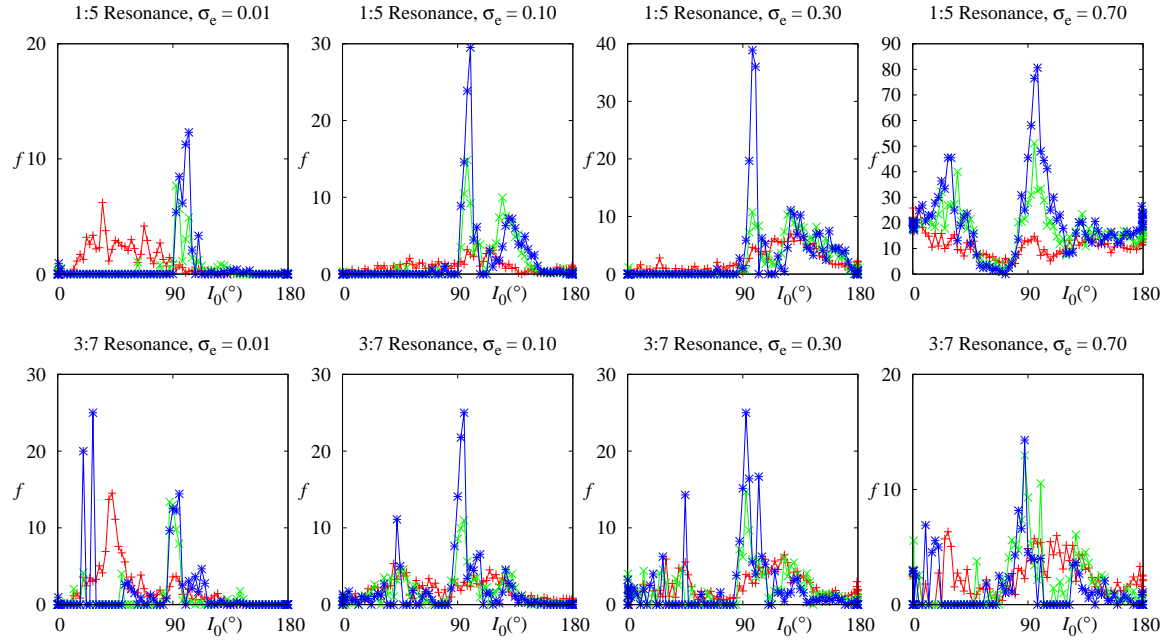 1:5 Resonance, σe = 0.01
1:5 Resonance, σe = 0.10
1:5 Resonance, σe = 0.30
1:5 Resonance, σe = 0.70
20
10
0
f
0
90
I0(°)
180
30
20
10
0
f
0
90
I0(°)
180
40
30
20
10
0
f
0
90
I0(°)
180
90
80
70
60
50
40
30
20
10
0
f
0
90
I0(°)
180
3:7 Resonance, σe = 0.01
3:7 Resonance, σe = 0.10
3:7 Resonance, σe = 0.30
3:7 Resonance, σe = 0.70
30
20
10
0
f
0
90
I0(°)
180
30
20
10
0
f
0
90
I0(°)
180
30
20
10
0
f
0
90
I0(°)
180
20
10
0
f
0
90
I0(°)
180